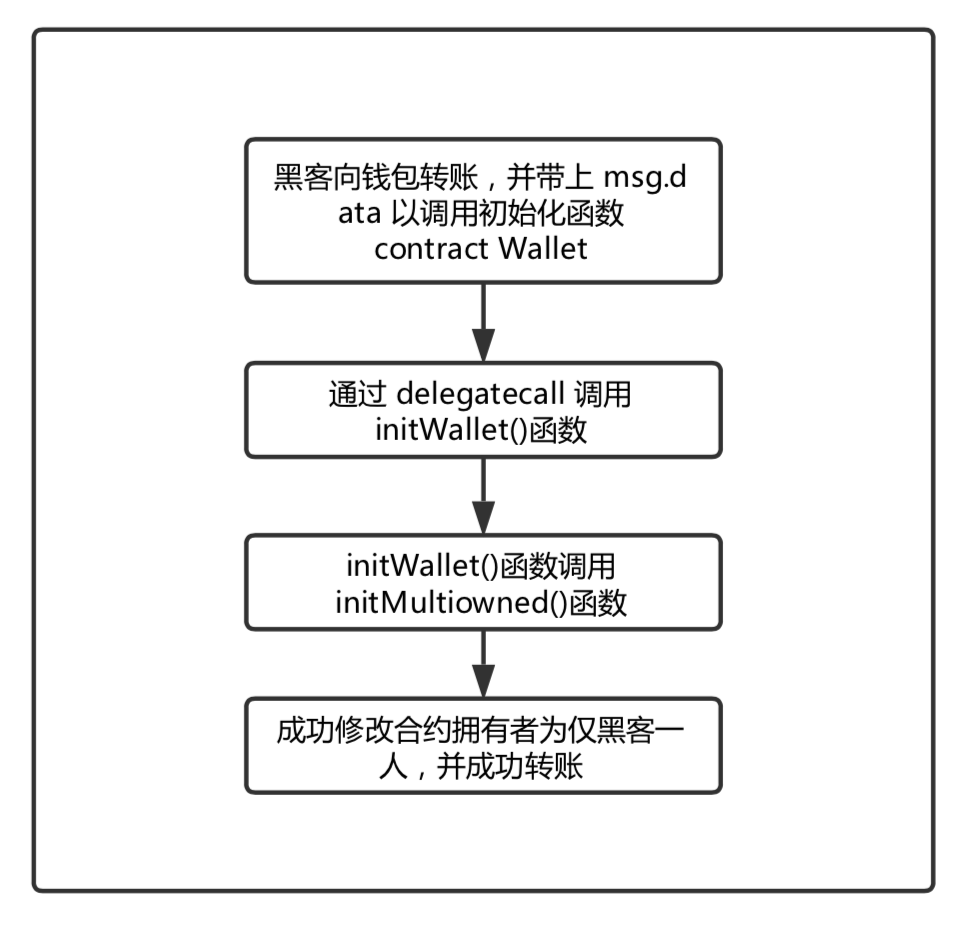 黑客向钱包转账，并带上 msg.d
ata 以调用初始化函数
contract Wallet
通过 delegatecall 调用
initWallet()函数
initWallet()函数调用
initMultiowned()函数
成功修改合约拥有者为仅黑客一
人，并成功转账